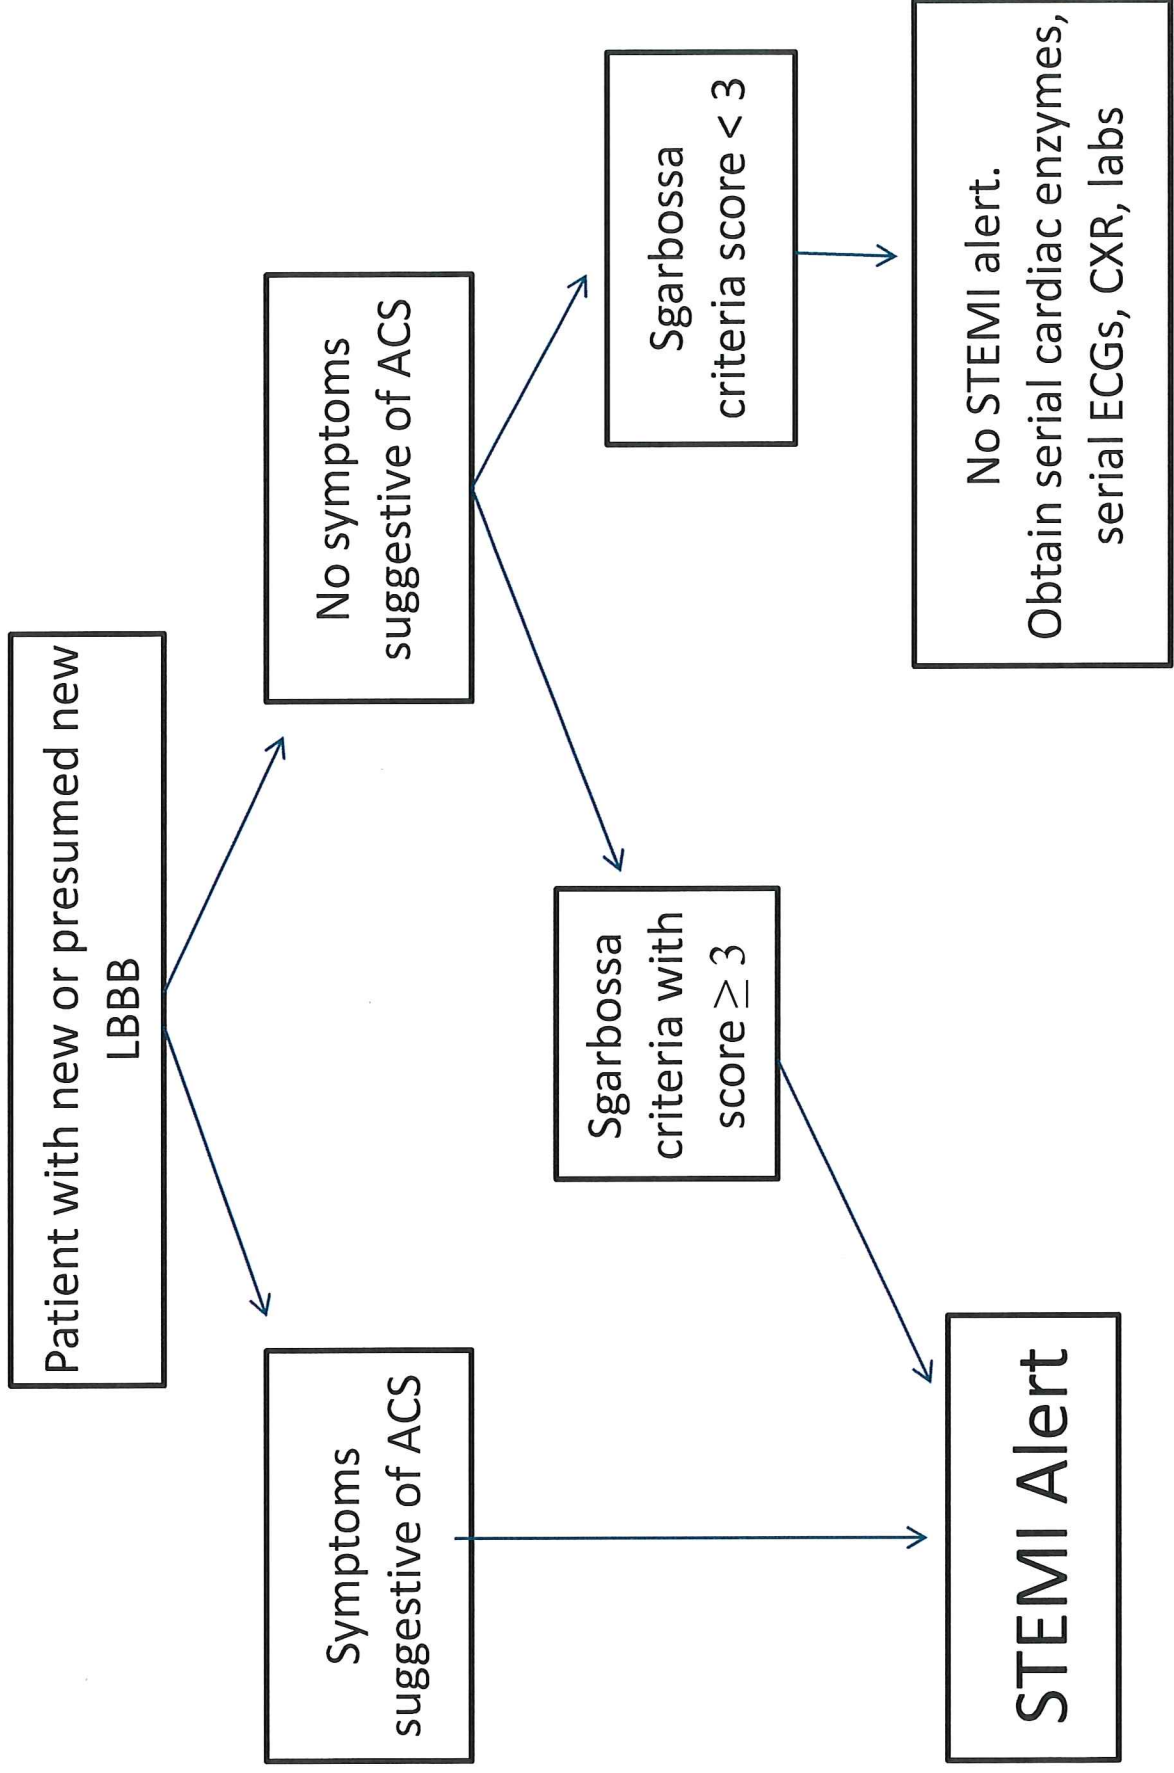 Patient with new or presumed new
LBBB
Symptoms
suggestive of ACS
No symptoms
suggestive of ACS
Sgarbossa
criteria with
score ≥ 3
Sgarbossa
criteria score < 3
STEMI Alert
No STEMI alert.
Obtain serial cardiac enzymes,
serial ECGs, CXR, labs